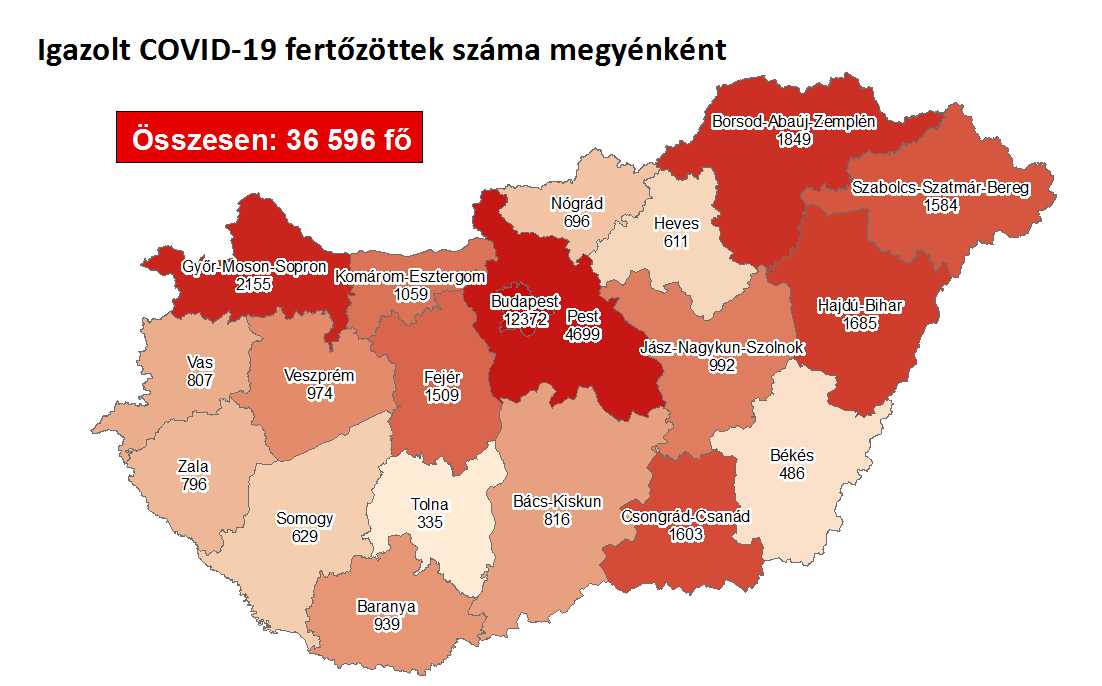 Igazolt COVID-19 fertőzöttek száma megyénként
Összesen: 36 596 fő
Borsod-Abaúj-Zemplén
1849
Szabolcs-Szatmár-Bereg
1584
Nógrád
696
Heves
611
Győr-Moson-Sopron
2155
Komárom-Esztergom
1059
Budapest
12372
Pest
4699
Hajdú-Bihar
1685
Jász-Nagykun-Szolnok
992
Vas
807
Veszprém
974
Fejér
1509
Zala
796
Békés
486
Somogy
629
Tolna
335
Bács-Kiskun
816
Csongrád-Csanád
1603
Baranya
939